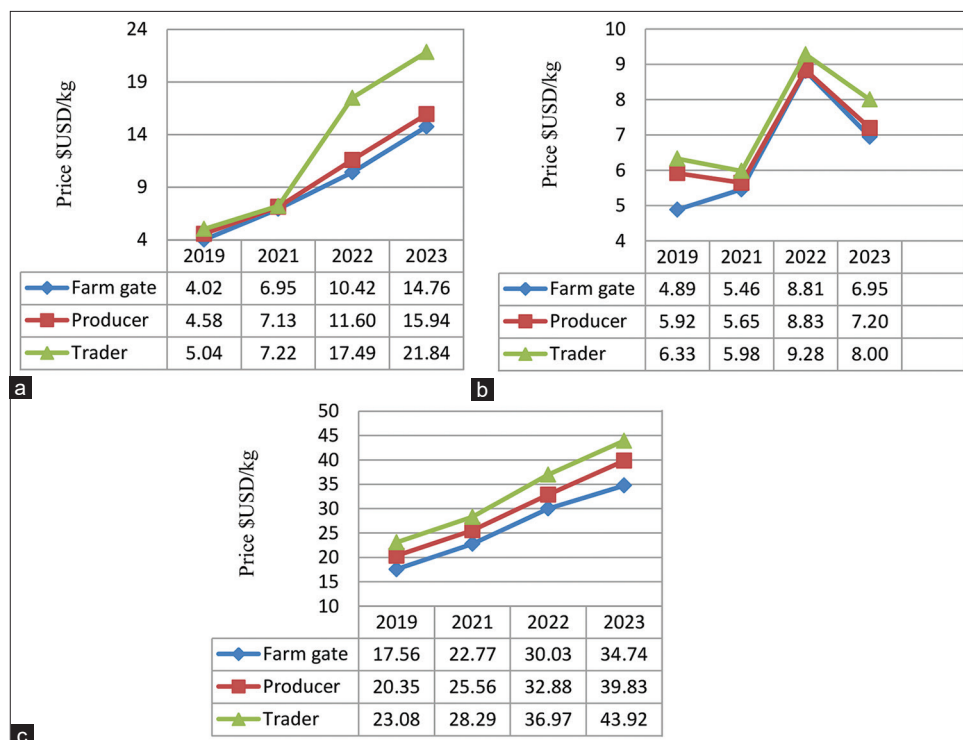 24
19
14
9
4
Price $USD/kg
2019 2021 2022 2023
Farm gate 4.02 6.95 10.42 14.76
Producer 4.58 7.13 11.60 15.94
Trader 5.04 7.22 17.49 21.84
a
10
9
8
7
6
5
4
Price $USD/kg
2019 2021 2022 2023
Farm gate 4.89 5.46 8.81 6.95
Producer 5.92 5.65 8.83 7.20
Trader 6.33 5.98 9.28 8.00
b
50
45
40
35
30
25
20
15
10
Price $USD/kg
2019 2021 2022 2023
Farm gate 17.56 22.77 30.03 34.74
Producer 20.35 25.56 32.88 39.83
Trader 23.08 28.29 36.97 43.92
c